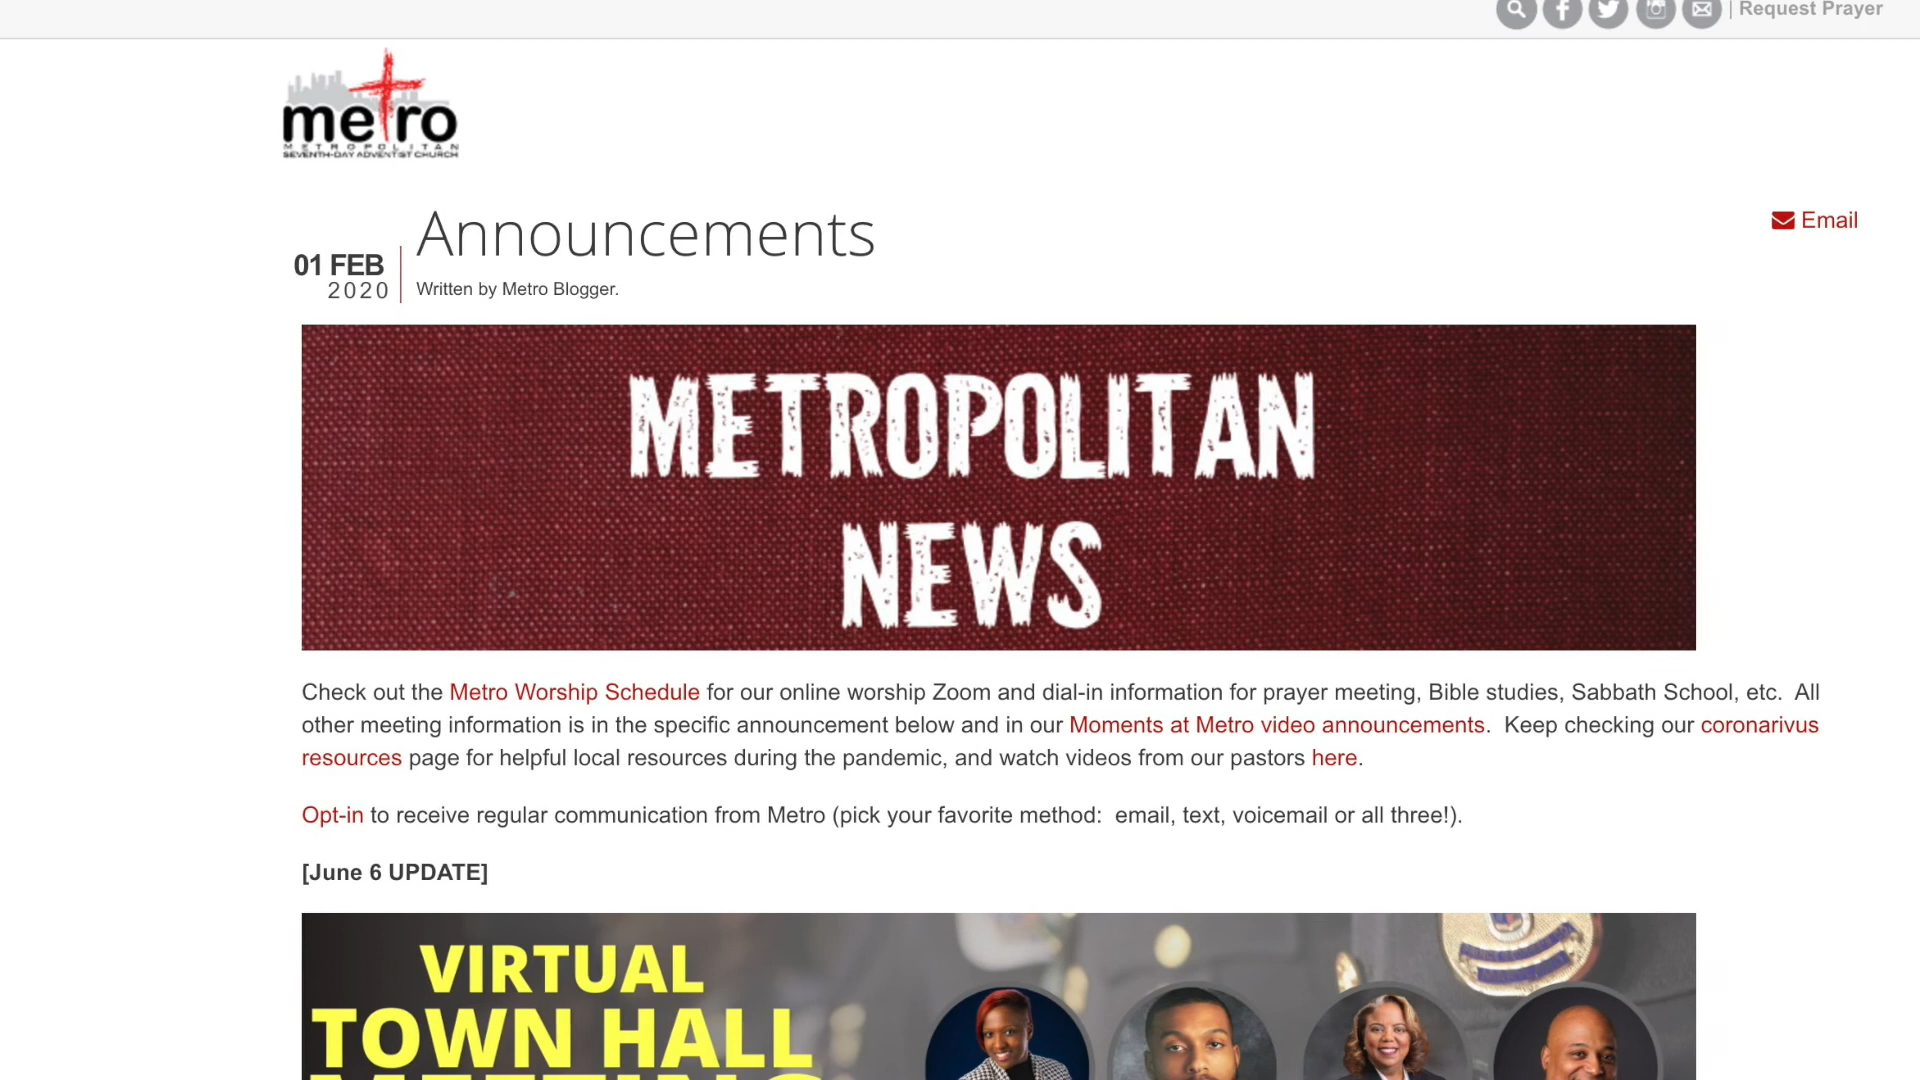 | Request Prayer
metro
METROPOLITAN
SEVENTH-DAY ADVENTIST CHURCH
Announcements
Email
01 FEB
2020
Written by Metro Blogger.
METROPOLITAN
NEWS
Check out the Metro Worship Schedule for our online worship Zoom and dial-in information for prayer meeting, Bible studies, Sabbath School, etc. All
other meeting information is in the specific announcement below and in our Moments at Metro video announcements. Keep checking our coronarivus
resources page for helpful local resources during the pandemic, and watch videos from our pastors here.
Opt-in to receive regular communication from Metro (pick your favorite method: email, text, voicemail or all three!).
[June 6 UPDATE]
VIRTUAL
TOWN HALL